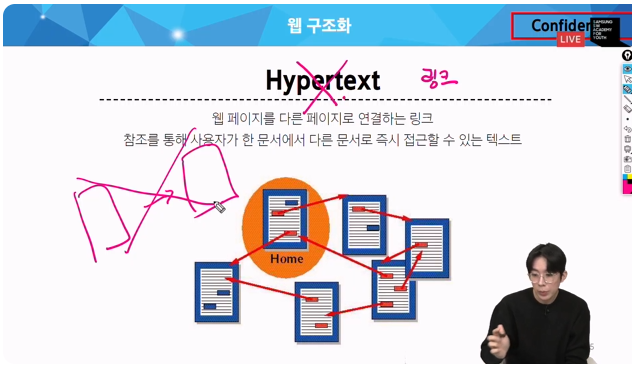 웹 구조화
Confiden
LIVE
SAMSUNG
SW
ACADEMY
FOR
YOUTH
Hypertext
링크
웹 페이지를 다른 페이지로 연결하는 링크
참조를 통해 사용자가 한 문서에서 다른 문서로 즉시 접근할 수 있는 텍스트
Home